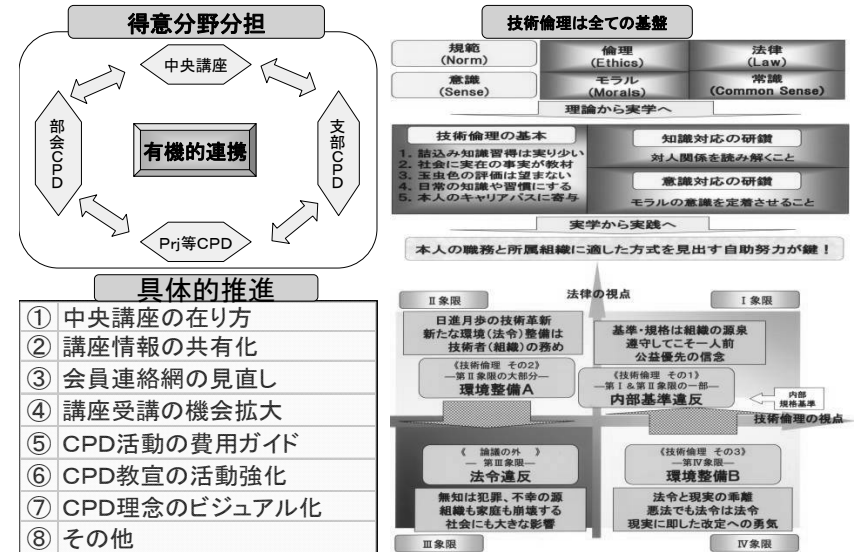 得意分野分担
中央講座
部会CPD
有機的連携
支部CPD
Prj等CPD
具体的推進
① 中央講座の在り方
② 講座情報の共有化
③ 会員連絡網の見直し
④ 講座受講の機会拡大
⑤ CPD活動の費用ガイド
⑥ CPD教宣の活動強化
⑦ CPD理念のビジュアル化
⑧ その他
技術倫理は全ての基盤
規範
(Norm)
倫理
(Ethics)
法律
(Law)
意識
(Sense)
モラル
(Morals)
常識
(Common Sense)
理論から実学へ
技術倫理の基本
1. 詰込み知識習得は実り少い
2. 社会に実在の事実が教材
3. 玉虫色の評価は望まない
4. 日常の知識や習慣にする
5. 本人のキャリアパスに寄与
知識対応の研鑽
対人関係を読み解くこと
意識対応の研鑽
モラルの意識を定着させること
実学から実践へ
本人の職務と所属組織に適した方式を見出す自助努力が鍵！
法律の視点
Ⅱ象限
日進月歩の技術革新
新たな環境（法令）整備は
技術者（組織）の務め
《技術倫理 その2》
―第Ⅱ象限の大部分―
環境整備A
Ⅰ象限
基準・規格は組織の源泉
遵守してこそ一人前
公益優先の信念
《技術倫理 その1》
―第Ⅰ＆第Ⅱ象限の一部―
内部基準違反
内部
規格基準
技術倫理の視点
《 論議の外 》
― 第Ⅲ象限―
法令違反
無知は犯罪、不幸の源
組織も家庭も崩壊する
社会にも大きな影響
Ⅲ象限
《技術倫理 その3》
―第Ⅳ象限―
環境整備B
法令と現実の乖離
悪法でも法令は法令
現実に即した改定への勇気
Ⅳ象限